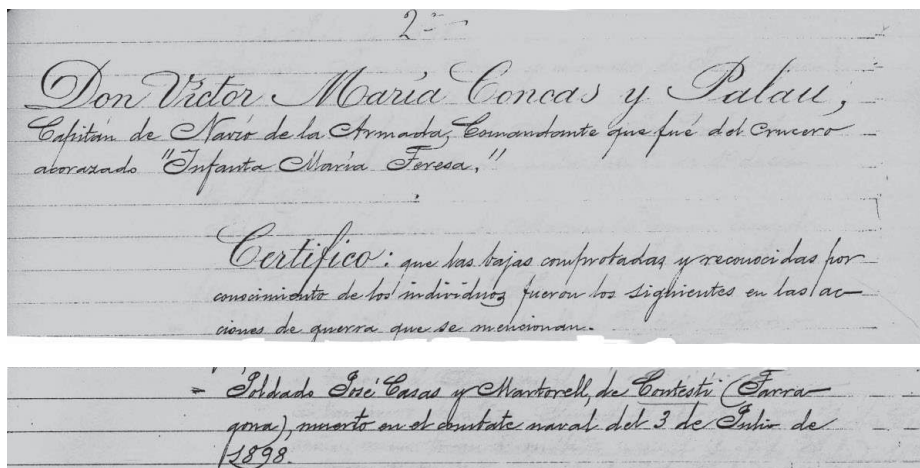 2ª
Don Victor María Concas y Palau,
Capitán de Navío de la Armada, Comandante que fué del Crucero
acorazado "Infanta María Teresa,"
Certifico: que las bajas comprobadas y reconocidas por
conocimiento de los individuos fueron los siguientes en las ac-
ciones de guerra que se mencionan.
= Soldado José Casas y Martorell, de Contestí (Tarra-
gona), muerto en el combate naval del 3 de Julio de
1898.